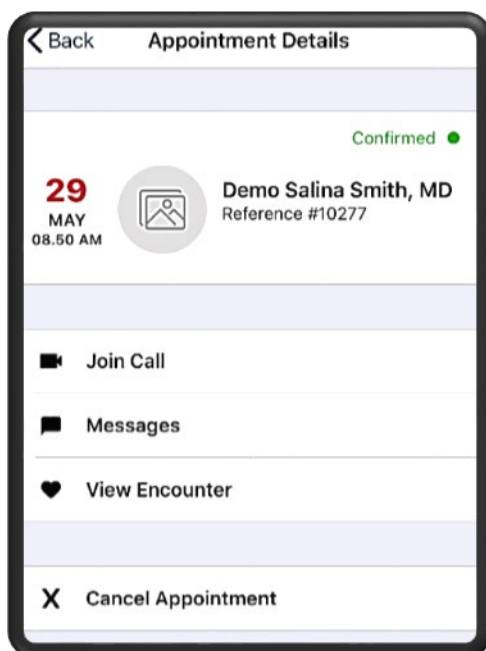 Back Appointment Details
Confirmed
29
MAY
08.50 AM
Demo Salina Smith, MD
Reference #10277
Join Call
Messages
View Encounter
X Cancel Appointment